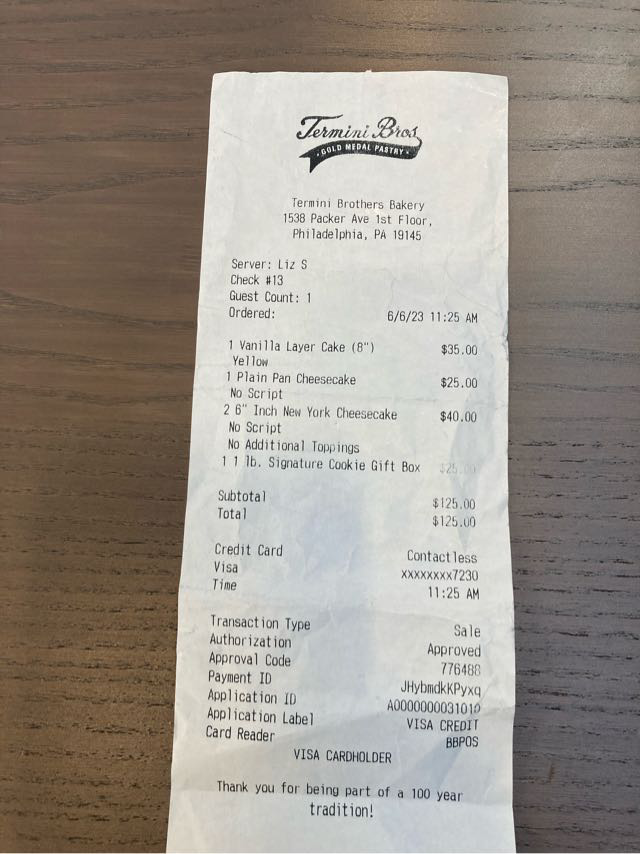 Termini Bros
• GOLD MEDAL PASTRY •
Termini Brothers Bakery
1538 Packer Ave 1st Floor,
Philadelphia, PA 19145
Server: Liz S
Check #13
Guest Count: 1
Ordered: 6/6/23 11:25 AM
1 Vanilla Layer Cake (8") $35.00
Yellow
1 Plain Pan Cheesecake $25.00
No Script
2 6" Inch New York Cheesecake $40.00
No Script
No Additional Toppings
1 1 lb. Signature Cookie Gift Box $25.00
Subtotal $125.00
Total $125.00
Credit Card Contactless
Visa xxxxxxxx7230
Time 11:25 AM
Transaction Type Sale
Authorization Approved
Approval Code 776488
Payment ID JHybmdkKPyxq
Application ID A0000000031010
Application Label VISA CREDIT
Card Reader BBPOS
VISA CARDHOLDER
Thank you for being part of a 100 year
tradition!